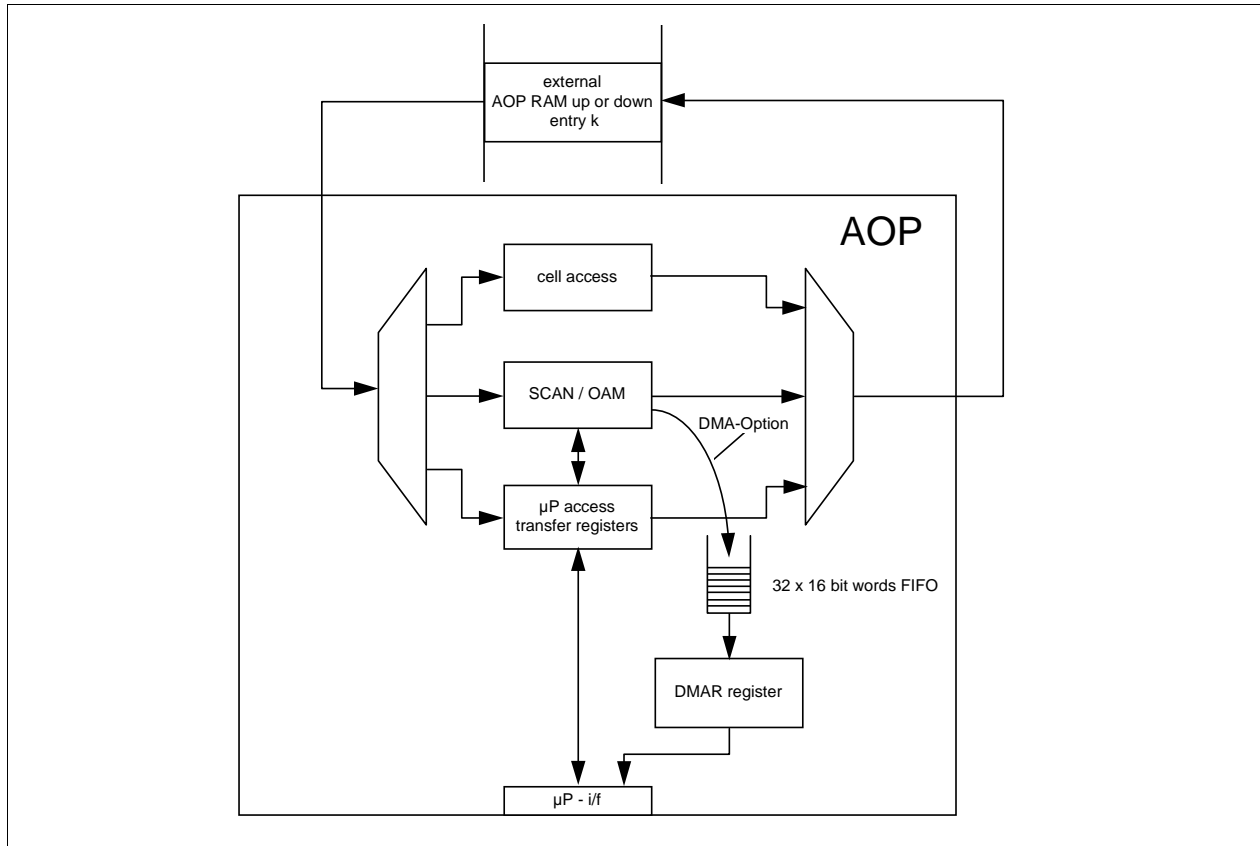 external
AOP RAM up or down
entry k
AOP
cell access
SCAN / OAM
DMA-Option
µP access
transfer registers
32 x 16 bit words FIFO
DMAR register
µP - i/f